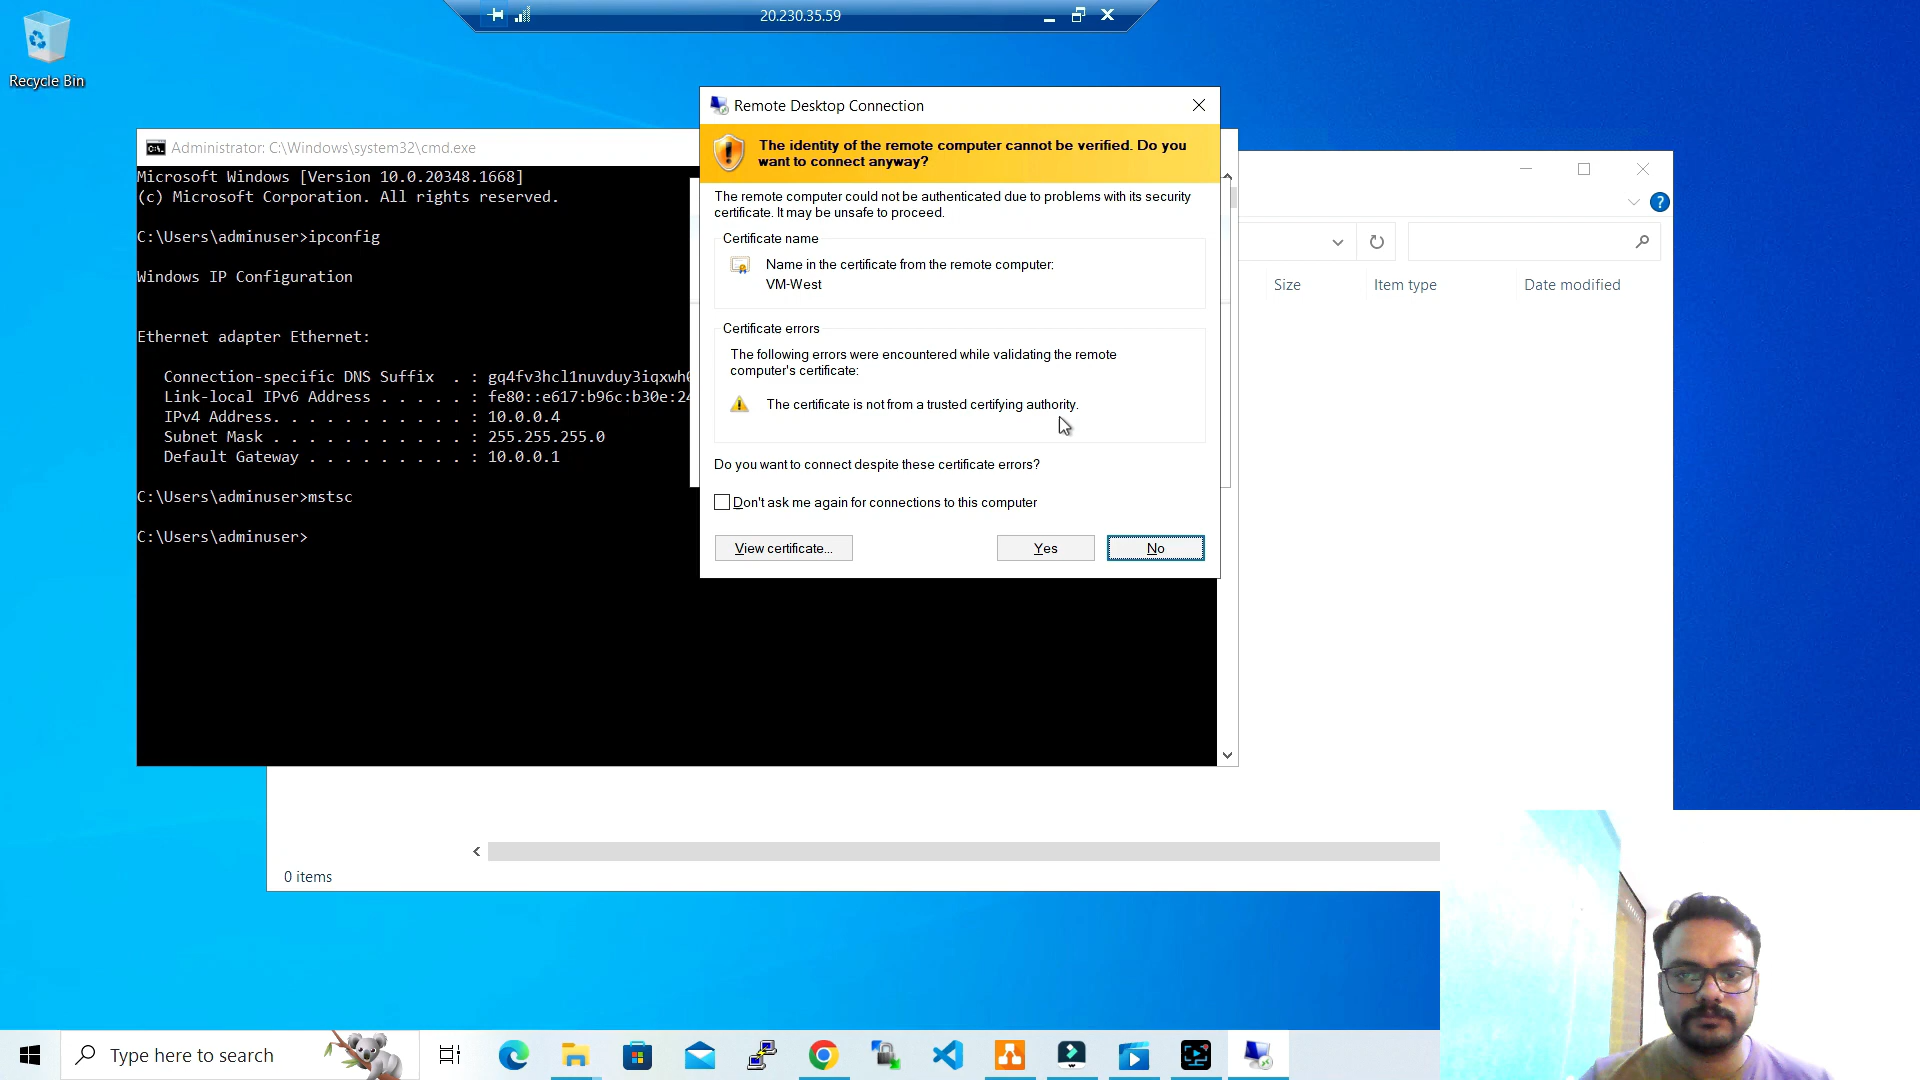 20.230.35.59
Recycle Bin
Remote Desktop Connection
The identity of the remote computer cannot be verified. Do you
want to connect anyway?
The remote computer could not be authenticated due to problems with its security
certificate. It may be unsafe to proceed.
Certificate name
Name in the certificate from the remote computer:
VM-West
Certificate errors
The following errors were encountered while validating the remote
computer's certificate:
The certificate is not from a trusted certifying authority.
Do you want to connect despite these certificate errors?
Don't ask me again for connections to this computer
View certificate...
Yes
No
Administrator: C:\Windows\system32\cmd.exe
Microsoft Windows [Version 10.0.20348.1668]
(c) Microsoft Corporation. All rights reserved.
C:\Users\adminuser>ipconfig
Windows IP Configuration
Ethernet adapter Ethernet:
Connection-specific DNS Suffix . :
Link-local IPv6 Address . . . . . : fe80::e617:b96c:b30e:24
IPv4 Address. . . . . . . . . . . : 10.0.0.4
Subnet Mask . . . . . . . . . . . : 255.255.255.0
Default Gateway . . . . . . . . . : 10.0.0.1
C:\Users\adminuser>mstsc
C:\Users\adminuser>
Size
Item type
Date modified
0 items
Type here to search